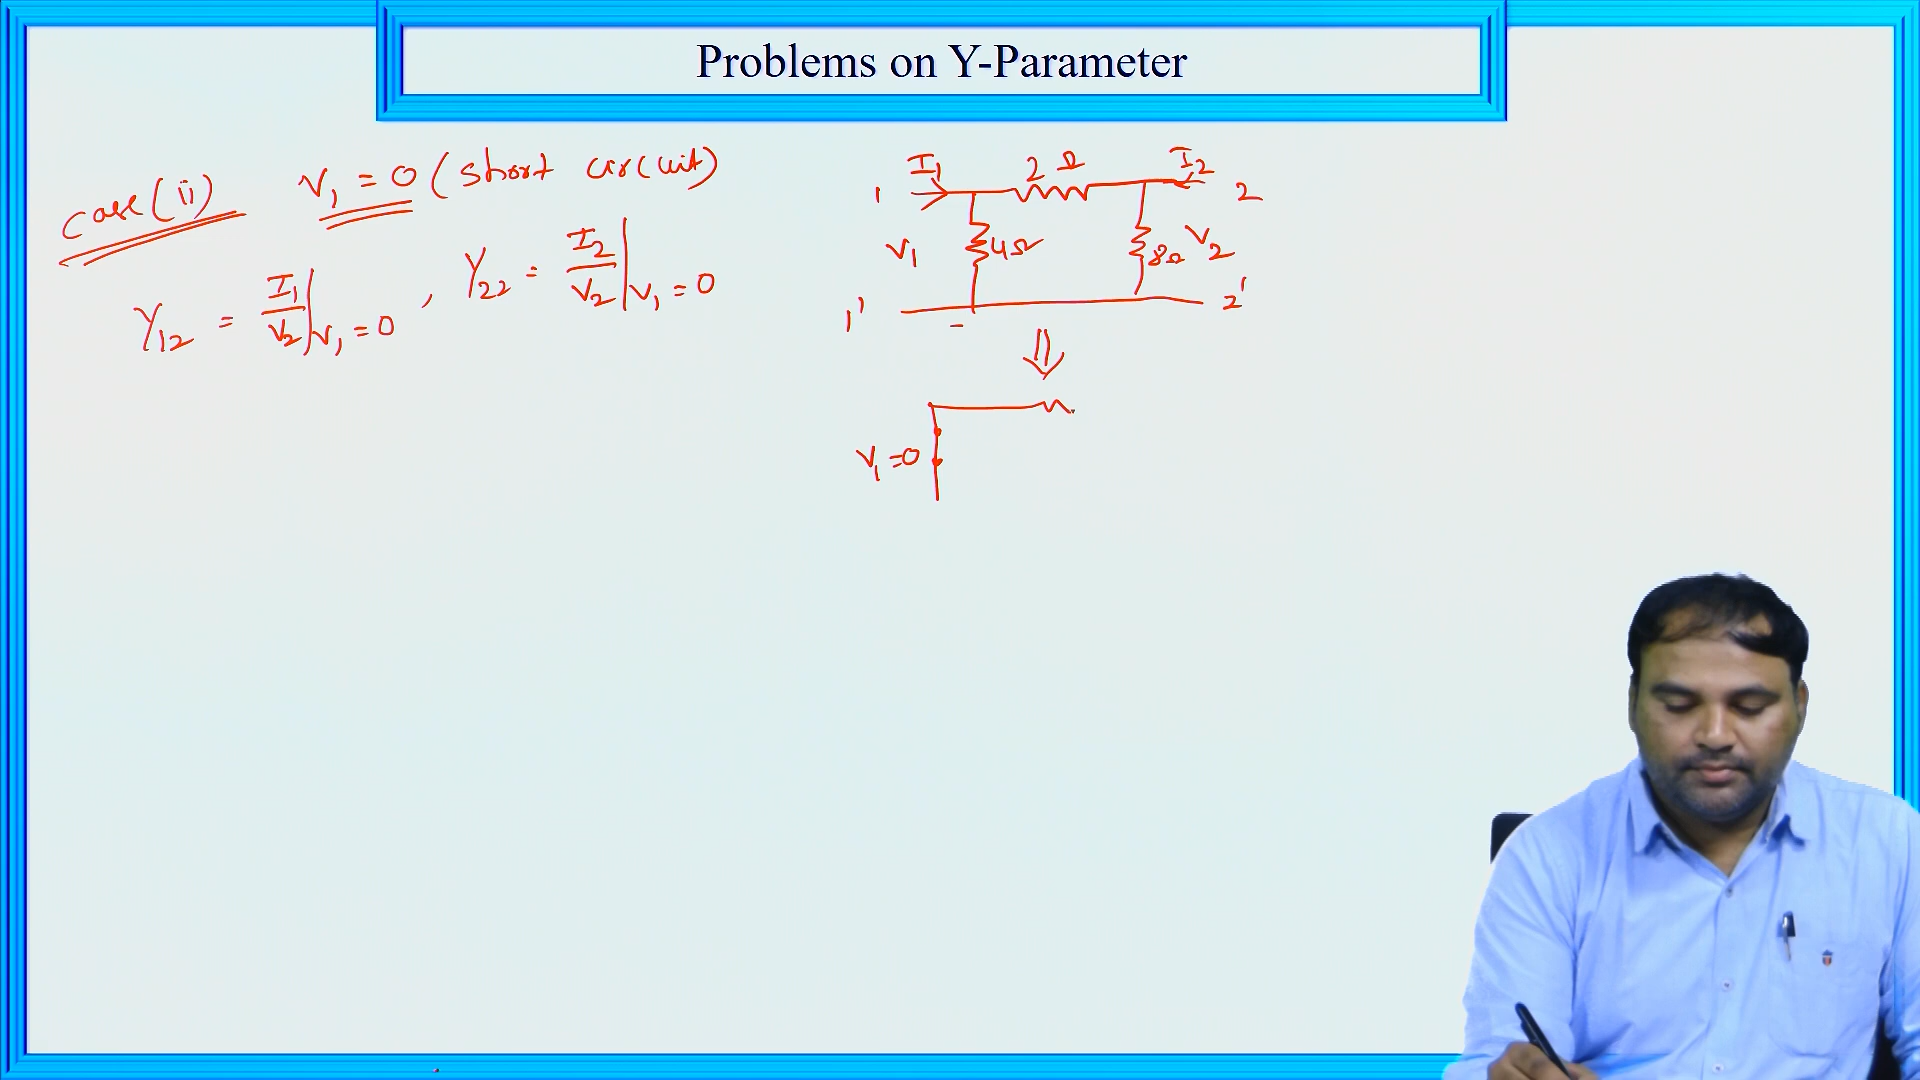 Problems on Y-Parameter
case (ii) V₁ = 0 (short circuit)
Y₁₂ = I₁/V₂ |V₁ = 0 , Y₂₂ = I₂/V₂ |V₁ = 0
I₁ 2 Ω I₂
1 2
V₁ 4Ω 8Ω V₂
1' - 2'
⇓
V₁ = 0